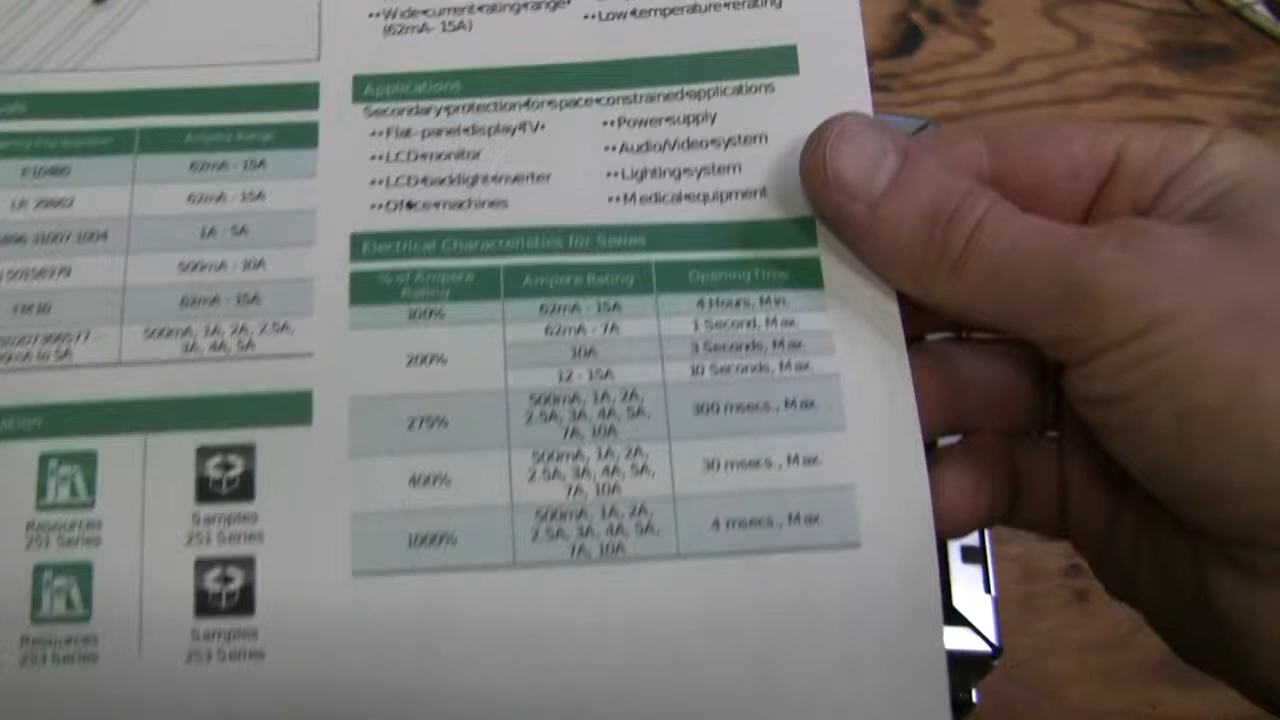 • Wide current rating range
(62mA - 15A)
• Low temperature rerating
Applications
Secondary protection for space constrained applications
• Flat-panel display TV
• LCD monitor
• LCD backlight inverter
• Office machines
• Power supply
• Audio/Video system
• Lighting system
• Medical equipment
Ampere Range
62mA - 15A
62mA - 15A
1A - 5A
500mA - 10A
62mA - 15A
500mA, 1A, 2A, 2.5A,
3A, 4A, 5A
Electrical Characteristics for Series
% of Ampere
Rating
Ampere Rating
Opening Time
100%
62mA - 15A
4 Hours, Min.
200%
62mA - 7A
1 Second, Max.
10A
3 Seconds, Max.
12 - 15A
10 Seconds, Max.
275%
500mA, 1A, 2A,
2.5A, 3A, 4A, 5A,
7A, 10A
300 msecs., Max.
400%
500mA, 1A, 2A,
2.5A, 3A, 4A, 5A,
7A, 10A
30 msecs., Max.
1000%
500mA, 1A, 2A,
2.5A, 3A, 4A, 5A,
7A, 10A
4 msecs., Max.
Resources
251 Series
Samples
251 Series
Resources
253 Series
Samples
253 Series